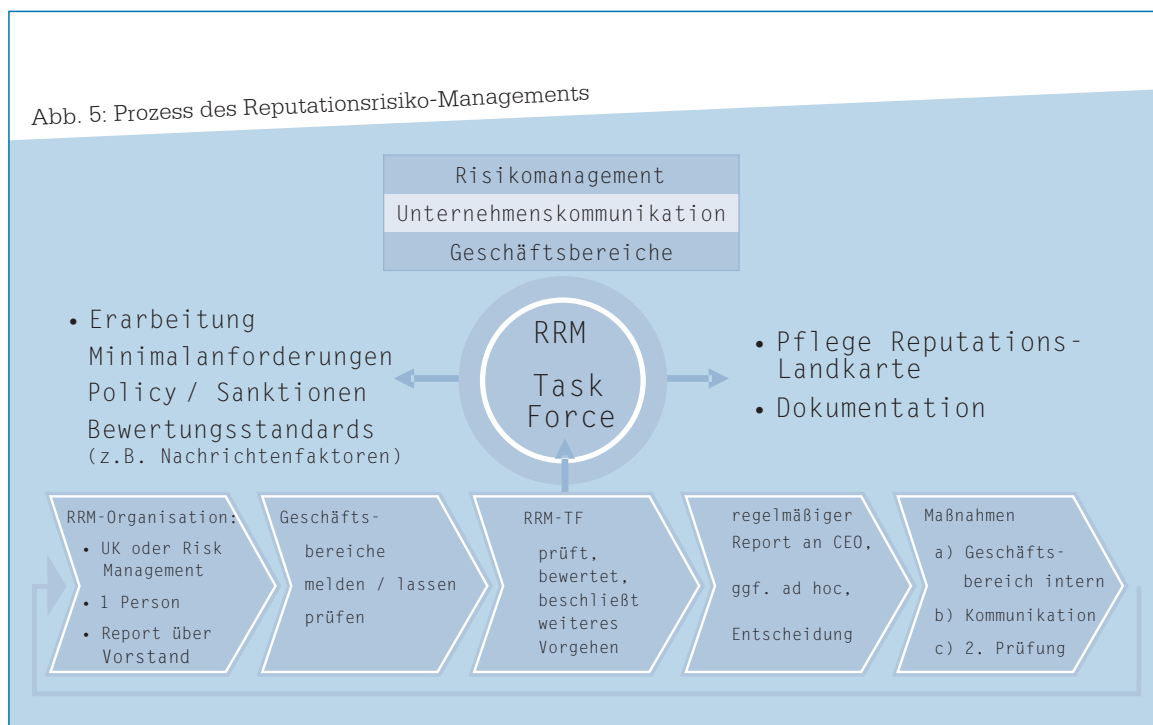 Abb. 5: Prozess des Reputationsrisiko-Managements
Risikomanagement
Unternehmenskommunikation
Geschäftsbereiche
RRM
Task
Force
• Erarbeitung
Minimalanforderungen
Policy / Sanktionen
Bewertungsstandards
(z.B. Nachrichtenfaktoren)
• Pflege Reputations-
Landkarte
• Dokumentation
RRM-Organisation:
• UK oder Risk
Management
• 1 Person
• Report über
Vorstand
Geschäfts-
bereiche
melden / lassen
prüfen
RRM-TF
prüft,
bewertet,
beschließt
weiteres
Vorgehen
regelmäßiger
Report an CEO,
ggf. ad hoc,
Entscheidung
Maßnahmen
a) Geschäfts-
bereich intern
b) Kommunikation
c) 2. Prüfung